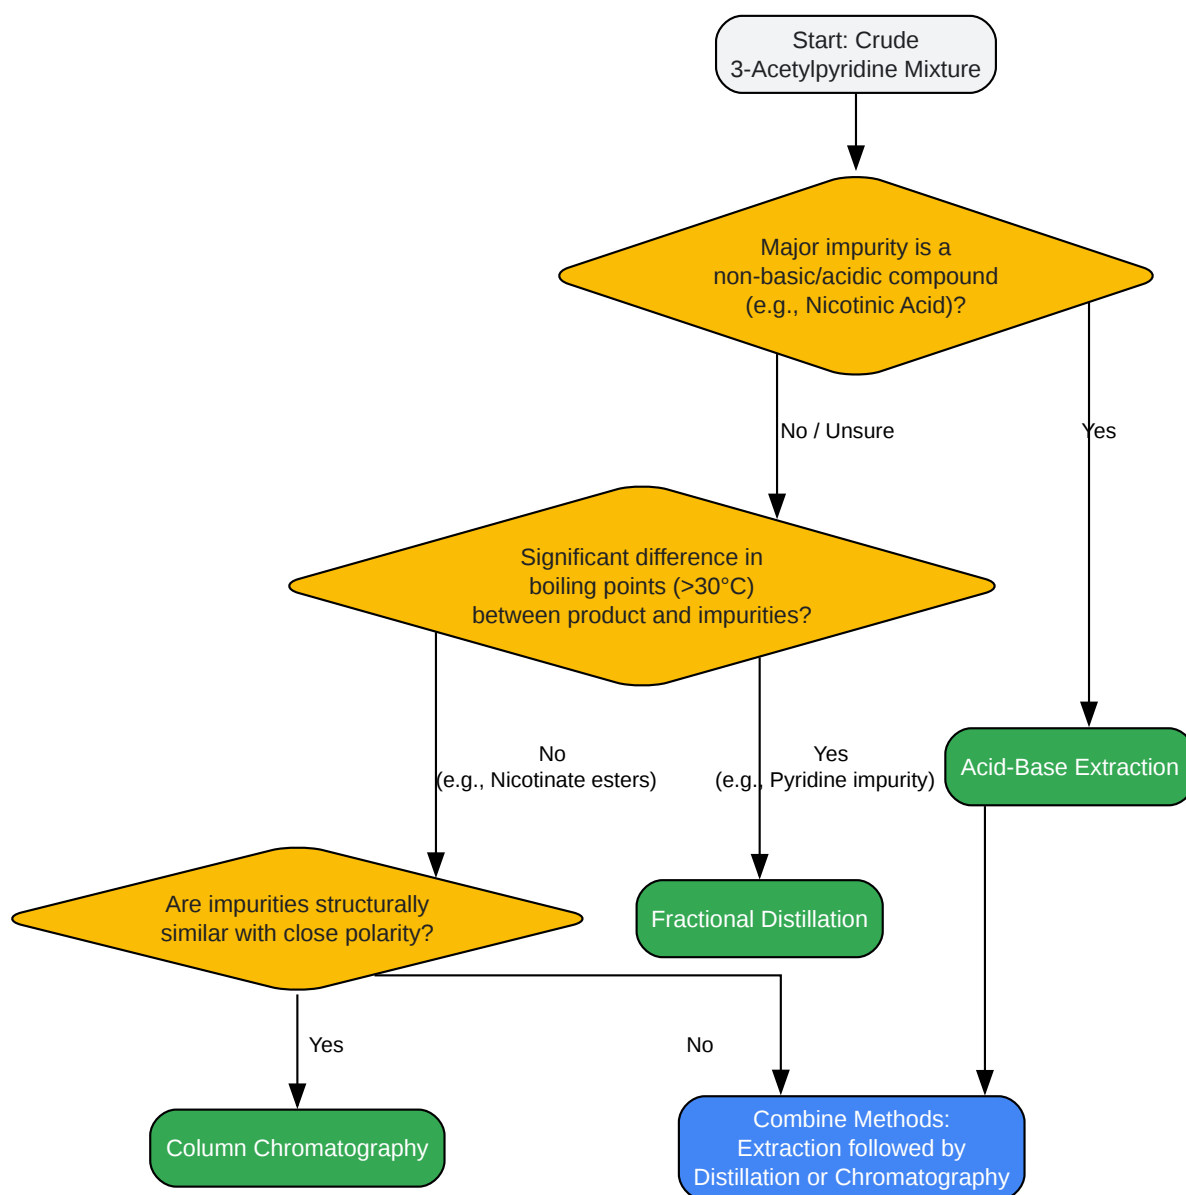 Start: Crude
3-Acetylpyridine Mixture
Major impurity is a
non-basic/acidic compound
(e.g., Nicotinic Acid)?
No / Unsure
Yes
Significant difference in
boiling points (>30°C)
between product and impurities?
No
(e.g., Nicotinate esters)
Yes
(e.g., Pyridine impurity)
Acid-Base Extraction
Are impurities structurally
similar with close polarity?
Fractional Distillation
Yes
No
Column Chromatography
Combine Methods:
Extraction followed by
Distillation or Chromatography